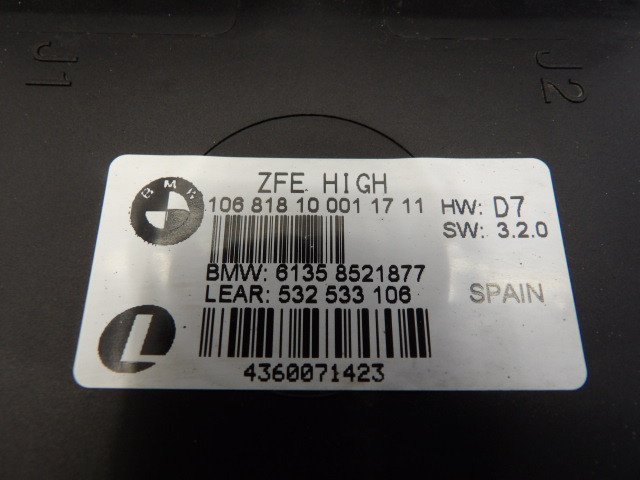 J1
J2
ZFE HIGH
BMW
106 818 10 001 17 11
HW: D7
SW: 3.2.0
BMW: 6135 8521877
LEAR: 532 533 106
SPAIN
L
4360071423